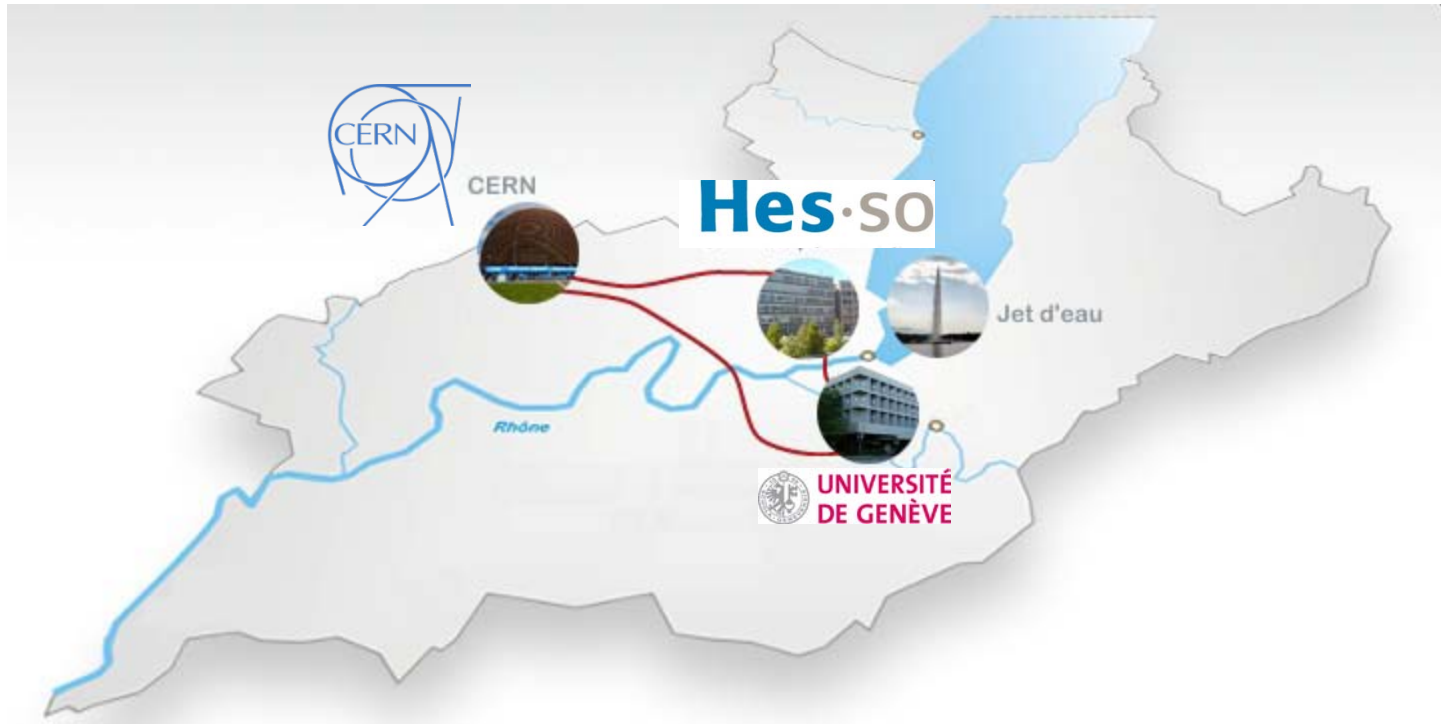 CERN
CERN
Hes·so
Jet d'eau
Rhône
UNIVERSITÉ
DE GENÈVE